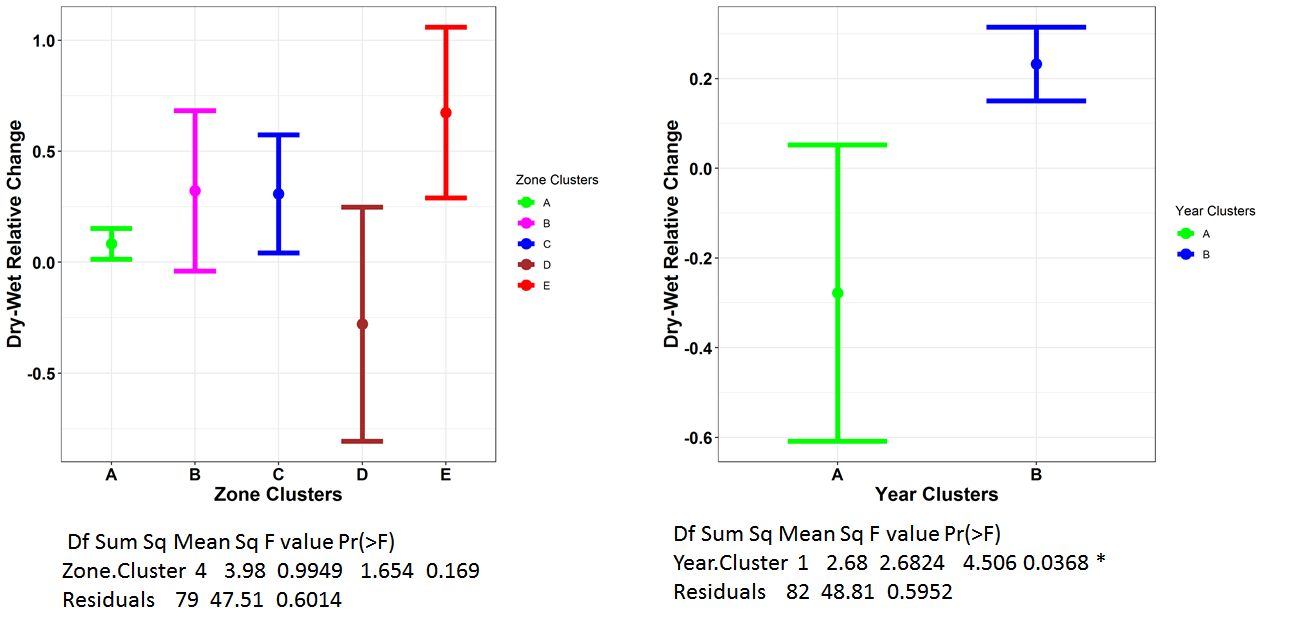 Dry-Wet Relative Change
1.0
0.5
0.0
-0.5
A B C D E
Zone Clusters
Zone Clusters
A
B
C
D
E
Df Sum Sq Mean Sq F value Pr(>F)
Zone.Cluster 4 3.98 0.9949 1.654 0.169
Residuals 79 47.51 0.6014
Dry-Wet Relative Change
0.2
0.0
-0.2
-0.4
-0.6
A B
Year Clusters
Year Clusters
A
B
Df Sum Sq Mean Sq F value Pr(>F)
Year.Cluster 1 2.68 2.6824 4.506 0.0368 *
Residuals 82 48.81 0.5952